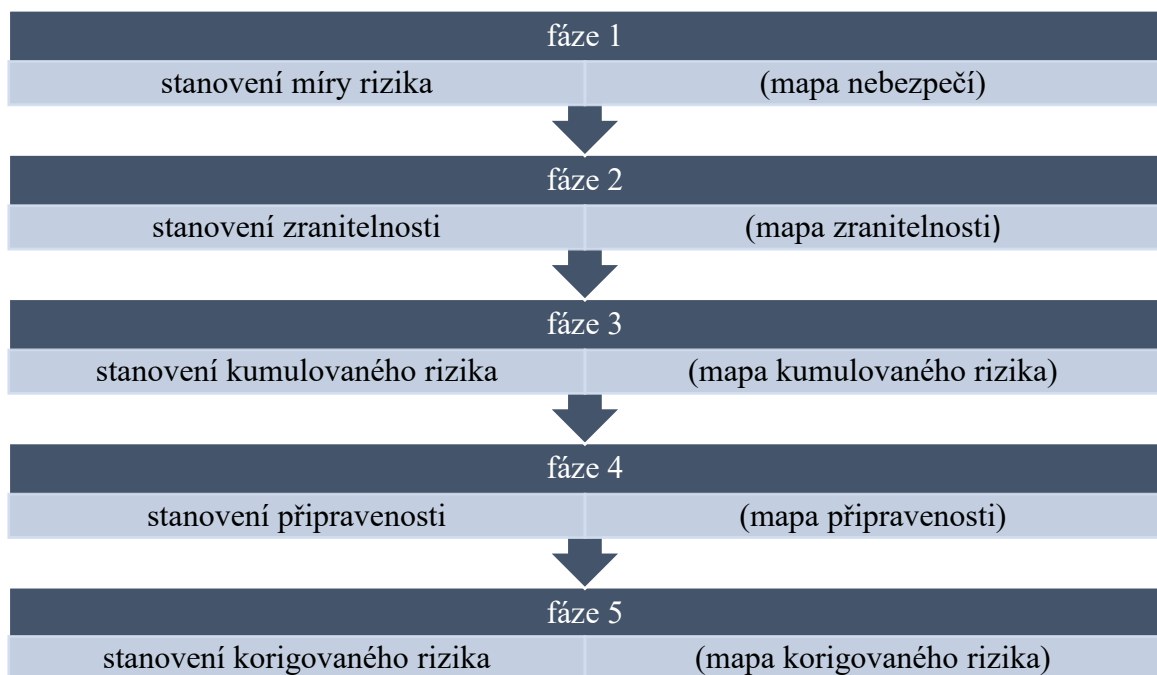 fáze 1
stanovení míry rizika (mapa nebezpečí)
fáze 2
stanovení zranitelnosti (mapa zranitelnosti)
fáze 3
stanovení kumulovaného rizika (mapa kumulovaného rizika)
fáze 4
stanovení připravenosti (mapa připravenosti)
fáze 5
stanovení korigovaného rizika (mapa korigovaného rizika)